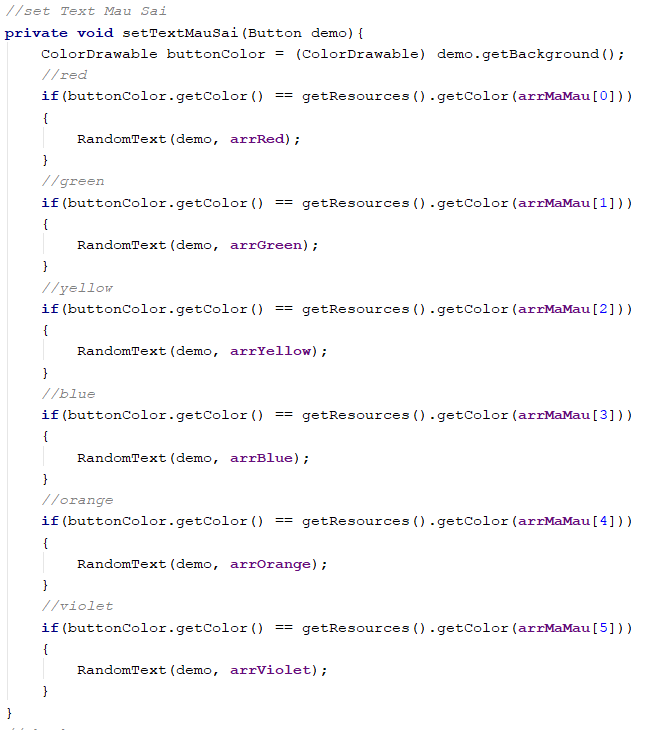 //set Text Mau Sai
private void setTextMauSai(Button demo){
    ColorDrawable buttonColor = (ColorDrawable) demo.getBackground();
    //red
    if(buttonColor.getColor() == getResources().getColor(arrMaMau[0]))
    {
        RandomText(demo, arrRed);
    }
    //green
    if(buttonColor.getColor() == getResources().getColor(arrMaMau[1]))
    {
        RandomText(demo, arrGreen);
    }
    //yellow
    if(buttonColor.getColor() == getResources().getColor(arrMaMau[2]))
    {
        RandomText(demo, arrYellow);
    }
    //blue
    if(buttonColor.getColor() == getResources().getColor(arrMaMau[3]))
    {
        RandomText(demo, arrBlue);
    }
    //orange
    if(buttonColor.getColor() == getResources().getColor(arrMaMau[4]))
    {
        RandomText(demo, arrOrange);
    }
    //violet
    if(buttonColor.getColor() == getResources().getColor(arrMaMau[5]))
    {
        RandomText(demo, arrViolet);
    }
}